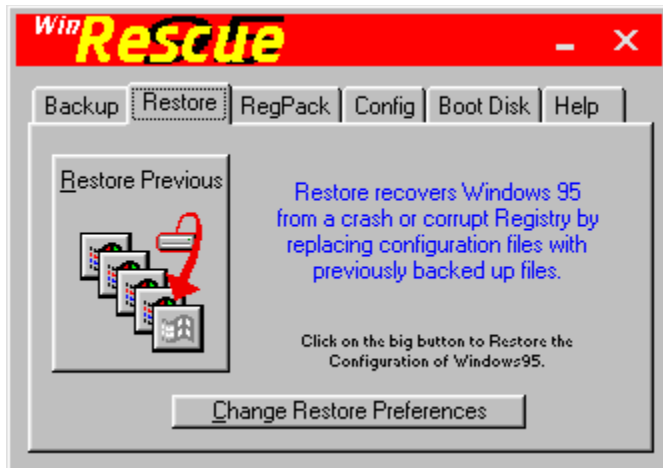 WinRescue
Backup Restore RegPack Config Boot Disk Help
Restore Previous
Restore recovers Windows 95
from a crash or corrupt Registry by
replacing configuration files with
previously backed up files.
Click on the big button to Restore the
Configuration of Windows95.
Change Restore Preferences